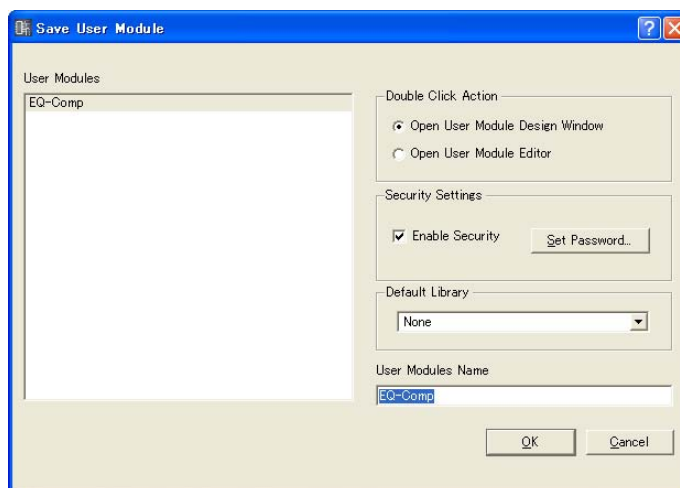 Save User Module
User Modules
EQ-Comp
Double Click Action
Open User Module Design Window
Open User Module Editor
Security Settings
Enable Security
Set Password...
Default Library
None
User Modules Name
EQ-Comp
OK
Cancel